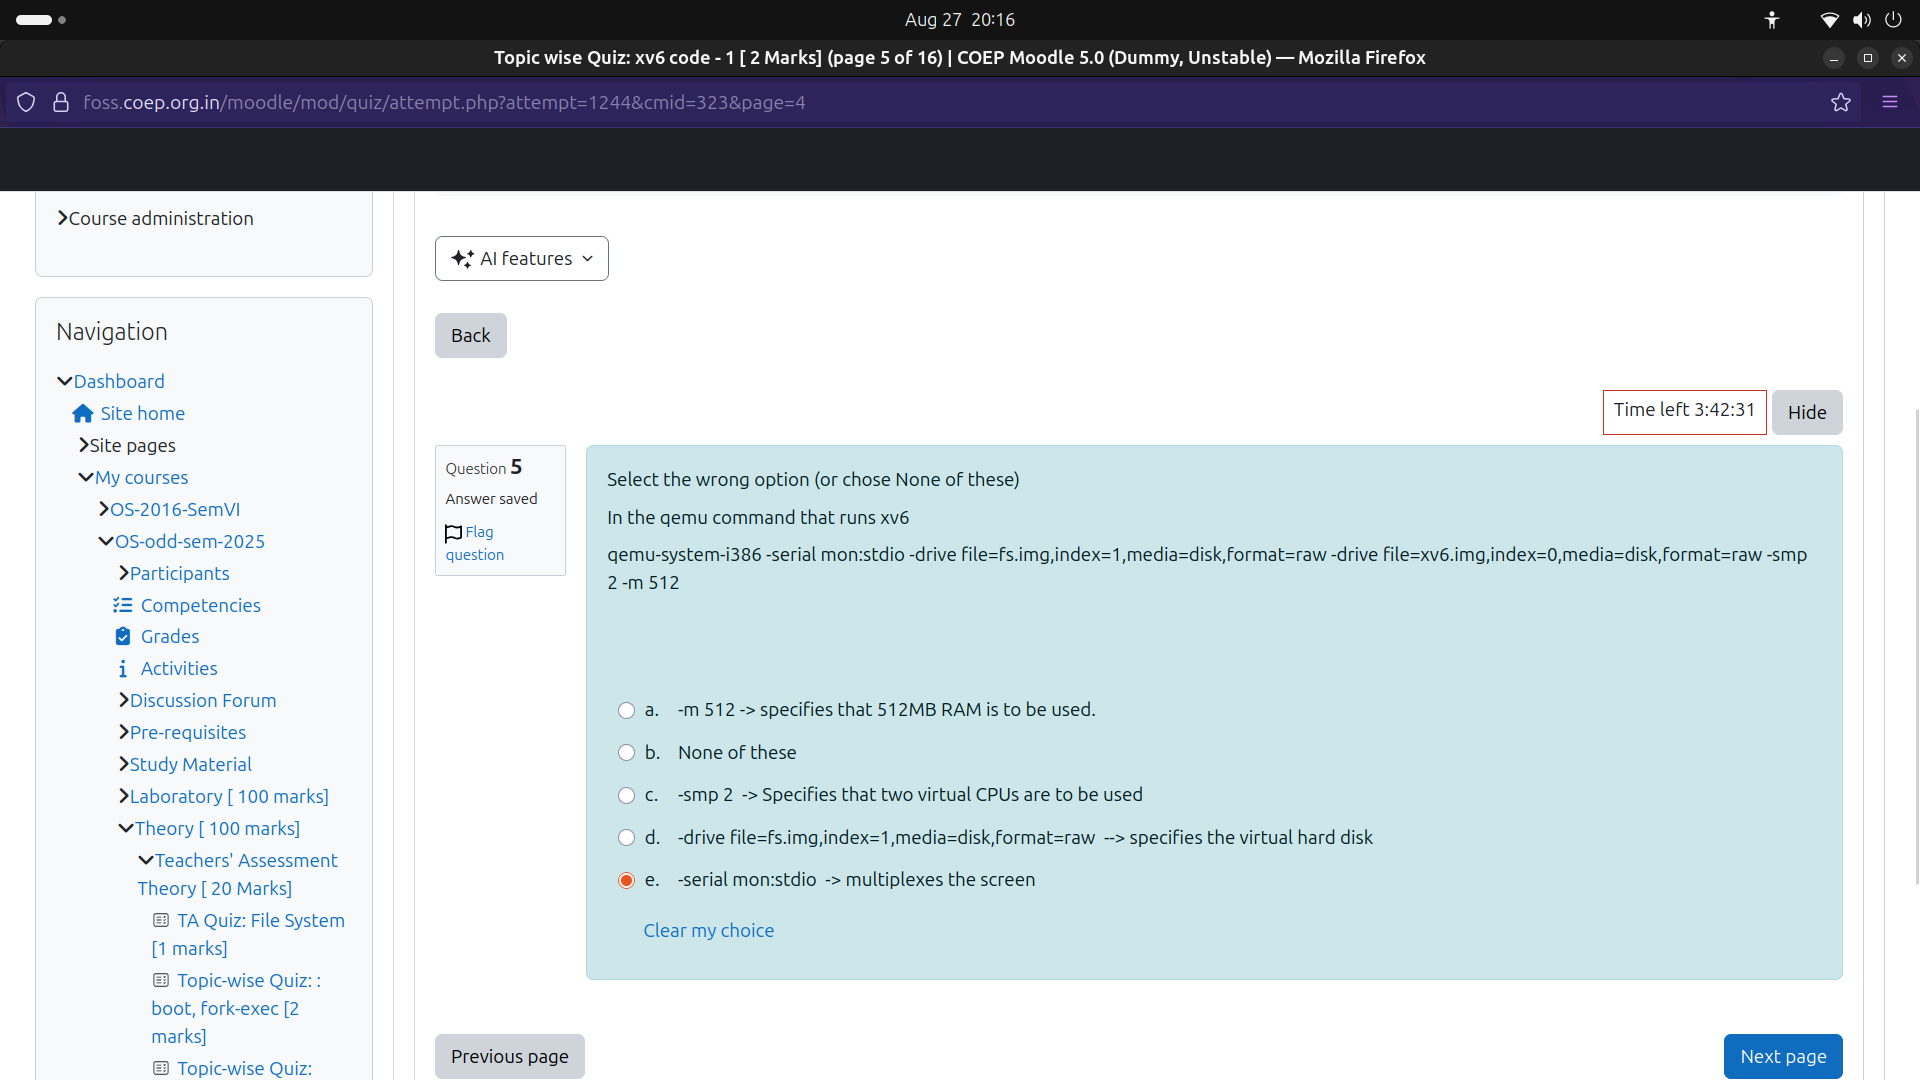 Aug 27 20:16
Topic wise Quiz: xv6 code - 1 [ 2 Marks] (page 5 of 16) | COEP Moodle 5.0 (Dummy, Unstable) — Mozilla Firefox
foss.coep.org.in/moodle/mod/quiz/attempt.php?attempt=1244&cmid=323&page=4
Course administration
Navigation
Dashboard
Site home
Site pages
My courses
OS-2016-SemVI
OS-odd-sem-2025
Participants
Competencies
Grades
Activities
Discussion Forum
Pre-requisites
Study Material
Laboratory [ 100 marks]
Theory [ 100 marks]
Teachers' Assessment
Theory [ 20 Marks]
TA Quiz: File System
[1 marks]
Topic-wise Quiz: :
boot, fork-exec [2
marks]
Topic-wise Quiz:
AI features
Back
Time left 3:42:31
Hide
Question 5
Answer saved
Flag
question
Select the wrong option (or chose None of these)
In the qemu command that runs xv6
qemu-system-i386 -serial mon:stdio -drive file=fs.img,index=1,media=disk,format=raw -drive file=xv6.img,index=0,media=disk,format=raw -smp
2 -m 512
a. -m 512 -> specifies that 512MB RAM is to be used.
b. None of these
c. -smp 2 -> Specifies that two virtual CPUs are to be used
d. -drive file=fs.img,index=1,media=disk,format=raw --> specifies the virtual hard disk
e. -serial mon:stdio -> multiplexes the screen
Clear my choice
Previous page
Next page